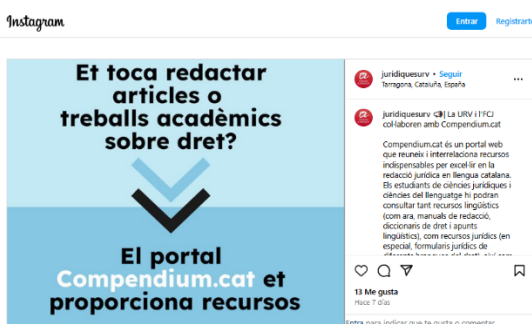 Instagram
Entrar
Registrarte
Et toca redactar
articles o
treballs acadèmics
sobre dret?
El portal
Compendium.cat et
proporciona recursos
juridiquesurv • Seguir
Tarragona, Cataluña, España
juridiquesurv | La URV i l'FCJ
col·laboren amb Compendium.cat
Compendium.cat és un portal web
que reuneix i interrelaciona recursos
indispensables per excel·lir en la
redacció jurídica en llengua catalana.
Els estudiants de ciències jurídiques i
ciències del llenguatge hi podran
consultar tant recursos lingüístics
(com ara, manuals de redacció,
diccionaris de dret i apunts
lingüístics), com recursos jurídics (en
especial, formularis jurídics de
13 Me gusta
Hace 7 días
Entra para indicar que te gusta o comentar